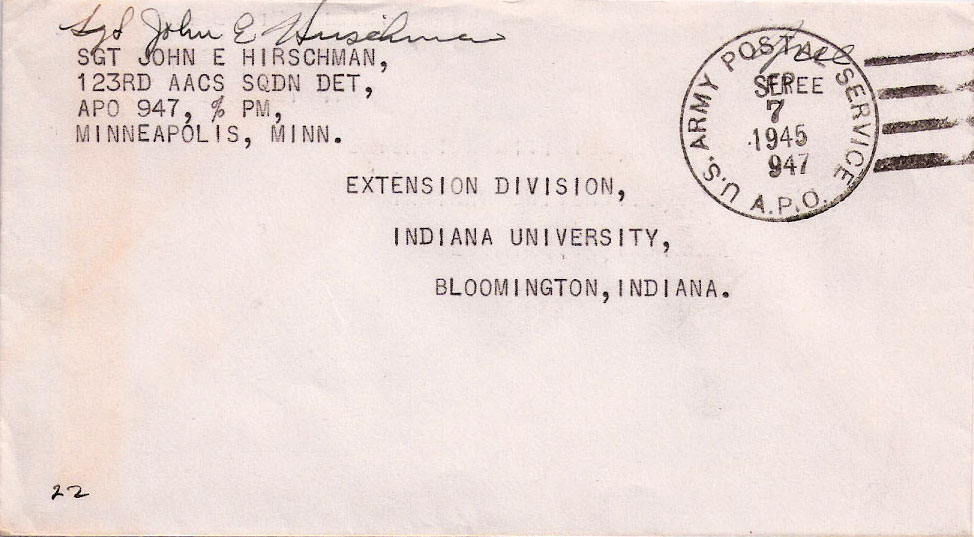 Sgt John E Hirschman
SGT JOHN E HIRSCHMAN,
123RD AACS SQDN DET,
APO 947, % PM,
MINNEAPOLIS, MINN.
Free
FREE
U.S. ARMY POSTAL SERVICE
SEP
7
1945
947
A.P.O.
EXTENSION DIVISION,
INDIANA UNIVERSITY,
BLOOMINGTON, INDIANA.
22